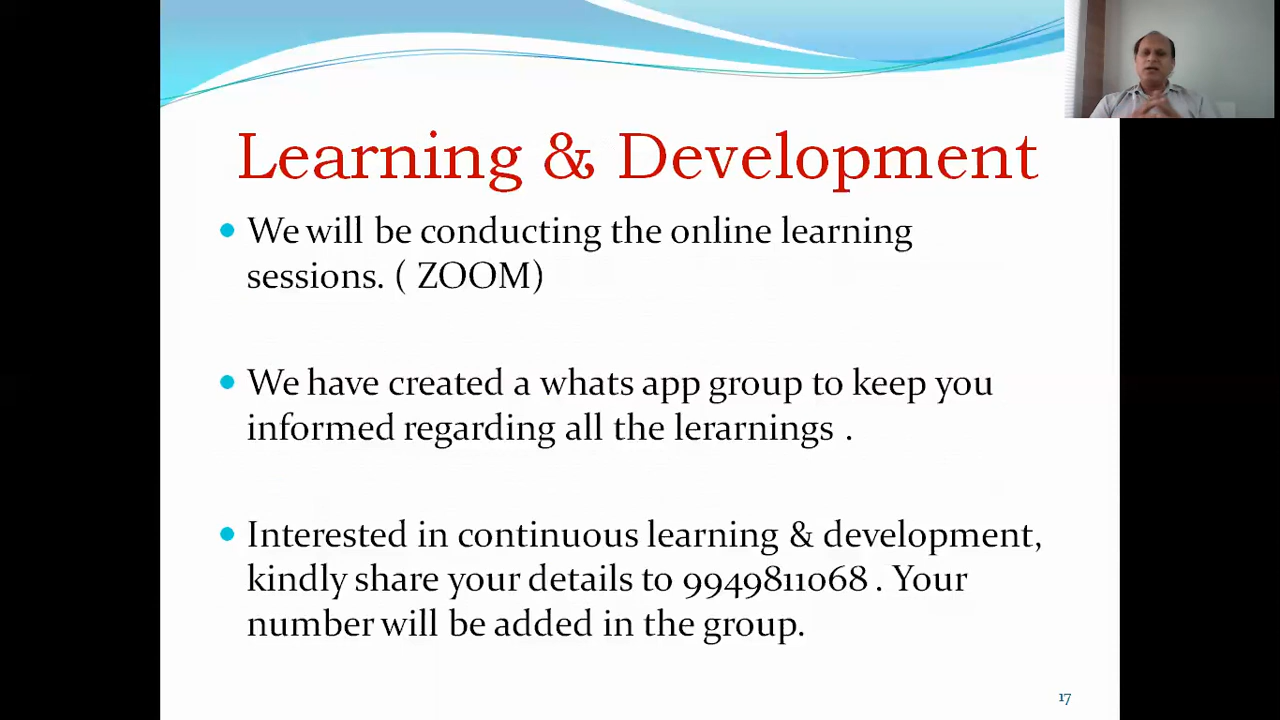 Learning & Development
We will be conducting the online learning
sessions. ( ZOOM)
We have created a whats app group to keep you
informed regarding all the lerarnings .
Interested in continuous learning & development,
kindly share your details to 9949811068 . Your
number will be added in the group.
17